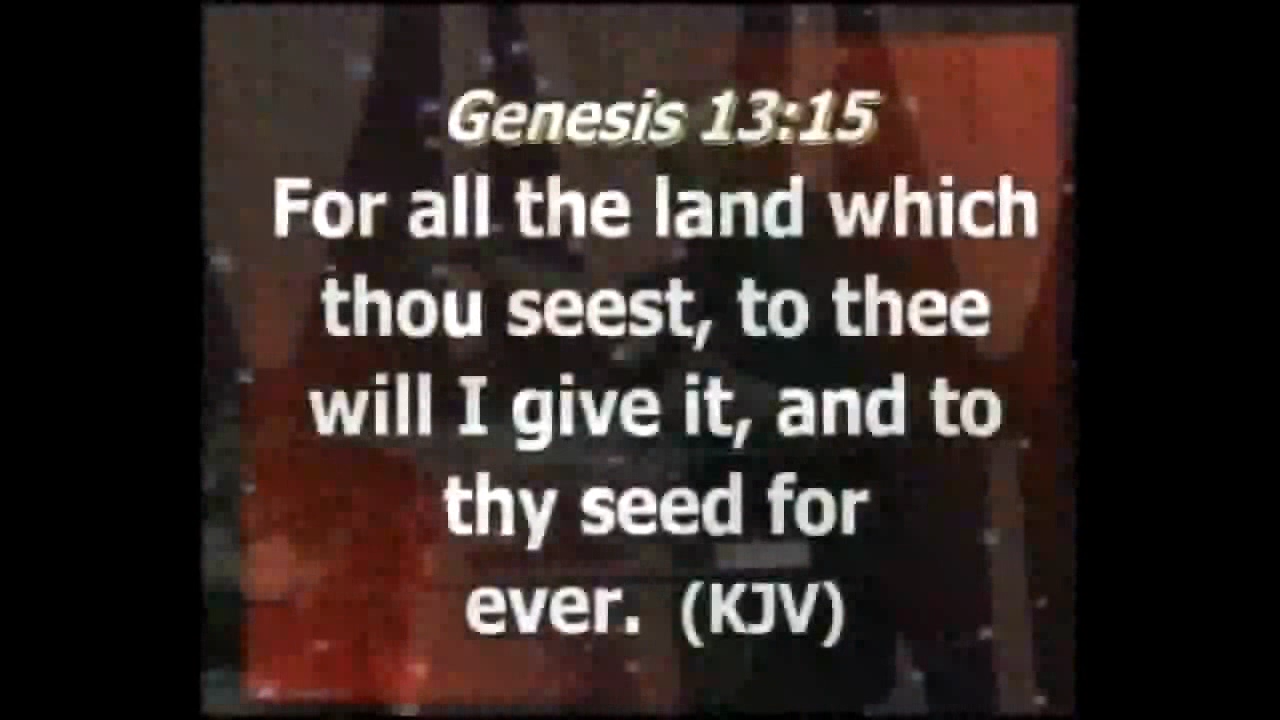 Genesis 13:15
For all the land which
thou seest, to thee
will I give it, and to
thy seed for
ever. (KJV)